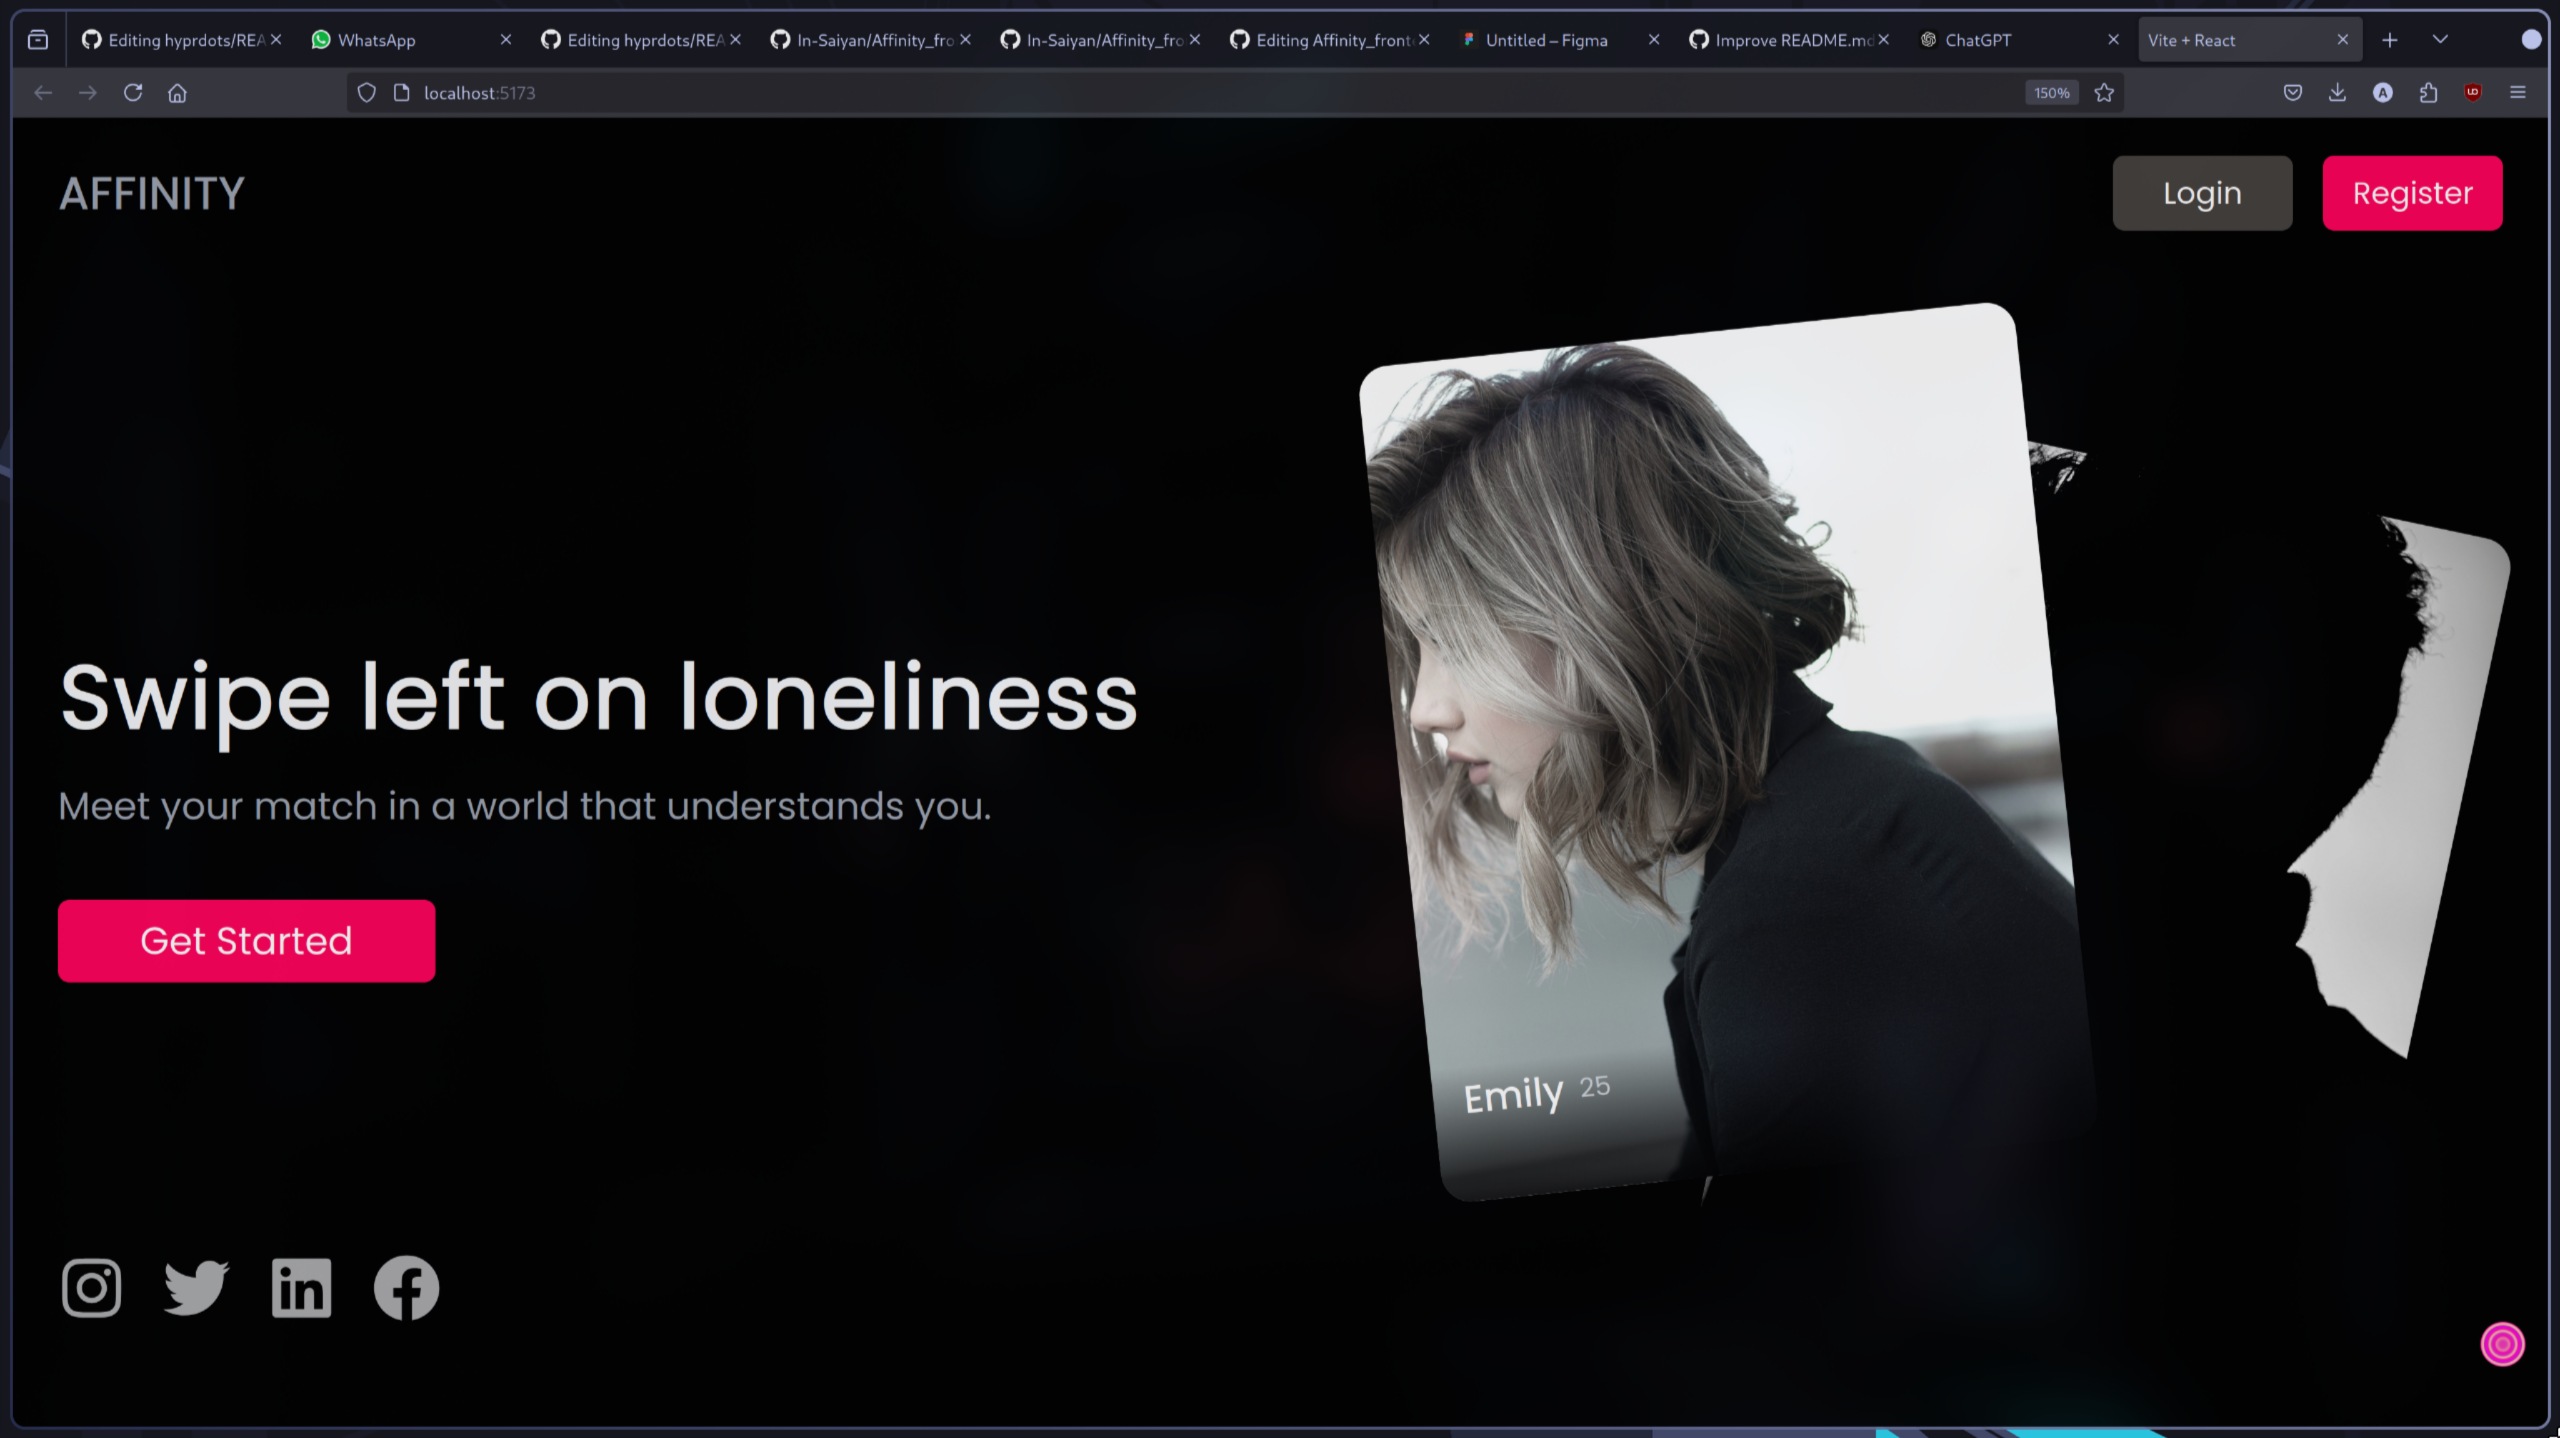 Editing hyprdots/REA
WhatsApp
Editing hyprdots/REA
In-Saiyan/Affinity_fro
In-Saiyan/Affinity_fro
Editing Affinity_fronte
Untitled – Figma
Improve README.md
ChatGPT
Vite + React
localhost:5173
150%
AFFINITY
Login
Register
Swipe left on loneliness
Meet your match in a world that understands you.
Get Started
Emily 25